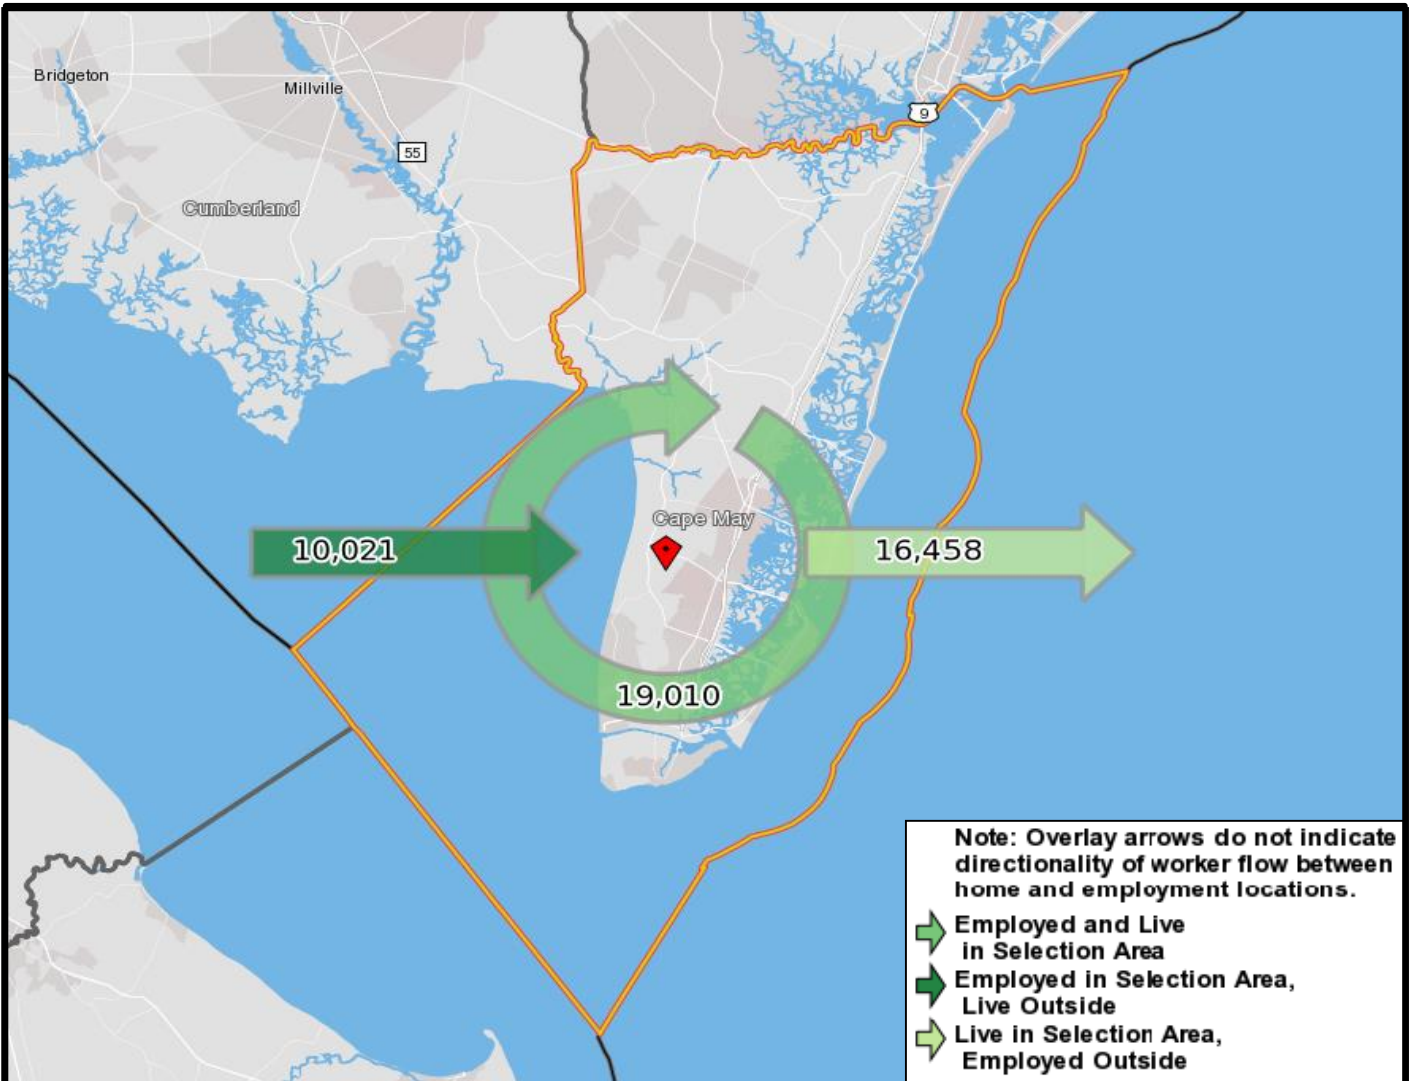 Bridgeton
Millville
9
55
Cumberland
Cape May
10,021
16,458
19,010
Note: Overlay arrows do not indicate
directionality of worker flow between
home and employment locations.
Employed and Live
in Selection Area
Employed in Selection Area,
Live Outside
Live in Selection Area,
Employed Outside